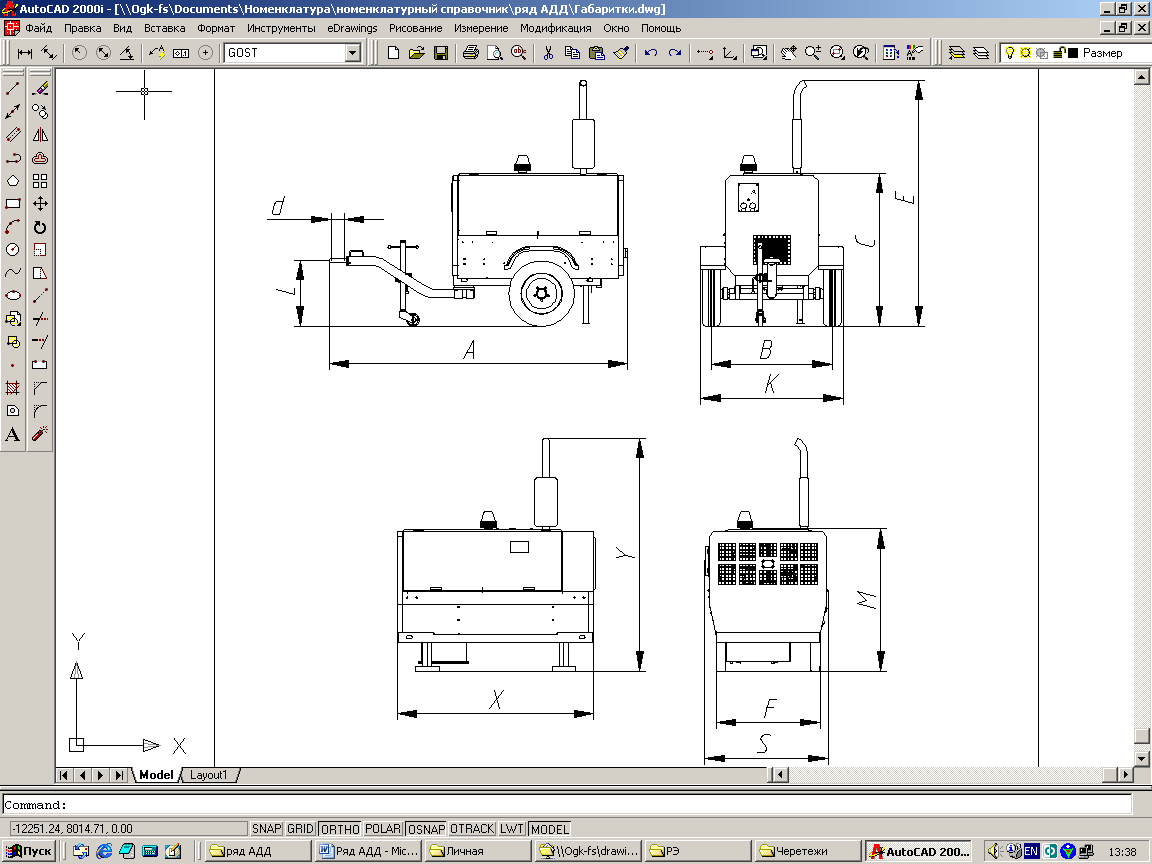 AutoCAD 2000i - [\\Ogk-fs\Documents\Номенклатура\номенклатурный справочник\ряд АДД\Габаритки.dwg]
Файл Правка Вид Вставка Формат Инструменты eDrawings Рисование Измерение Модификация Окно Помощь
GOST
Размер
d
L
A
C
E
B
K
Y
X
M
F
S
Y
X
A
Model Layout1
Command:
-12251.24, 8014.71, 0.00 SNAP GRID ORTHO POLAR OSNAP OTRACK LWT MODEL
Пуск ряд АДД Ряд АДД - Mic... Личная \\Ogk-fs\drawi... РЭ Черетежи AutoCAD 200... EN 13:38